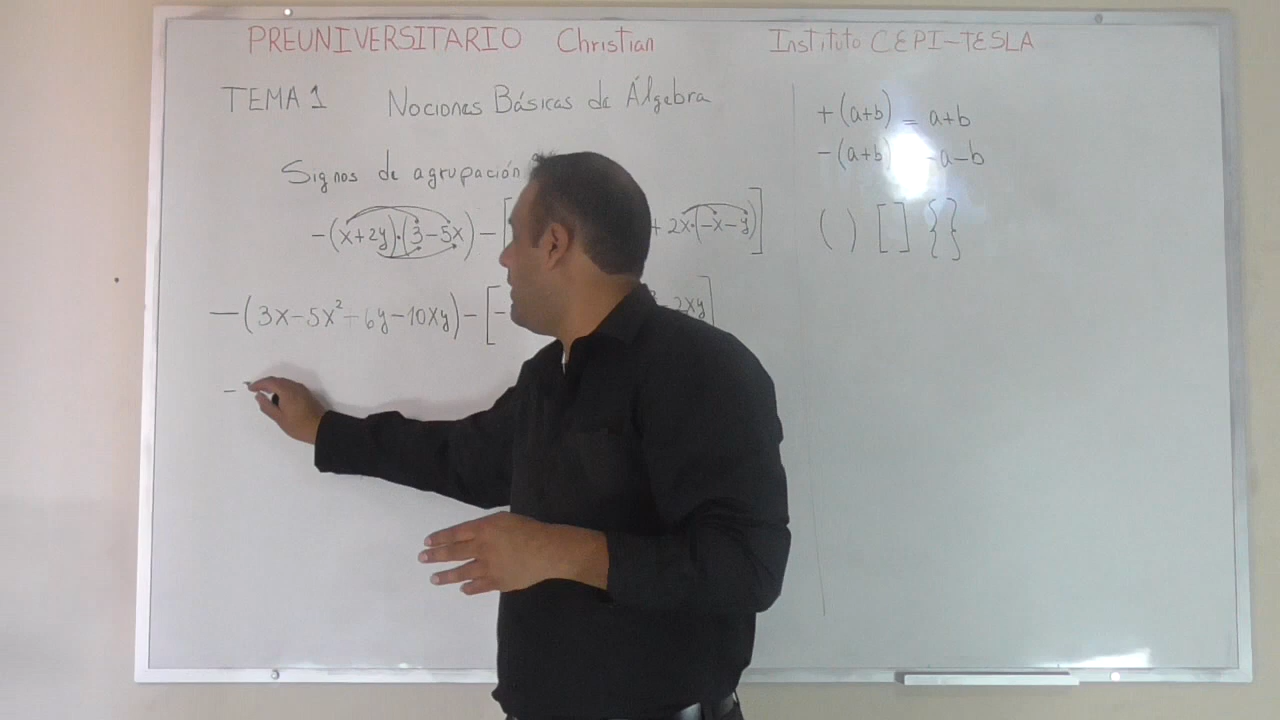 PREUNIVERSITARIO Christian Instituto CEPI-TESLA
TEMA 1 Nociones Básicas de Álgebra
Signos de agrupación
-(x+2y)·(3-5x)-[ + 2x·(-x-y)]
-(3x-5x²+6y-10xy)-[- - 2xy]
-
+(a+b) = a+b
-(a+b) -a-b
( ) [ ] { }